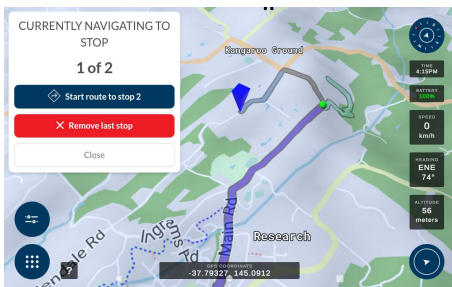 CURRENTLY NAVIGATING TO
STOP
1 of 2
Start route to stop 2
Remove last stop
Close
Kangaroo Ground
TIME
4:15PM
BATTERY
100%
SPEED
0
km/h
HEADING
ENE
74°
ALTITUDE
56
meters
Main Rd
Ingrams Rd
Research
?
GPS COORDINATE
-37.79327, 145.0912